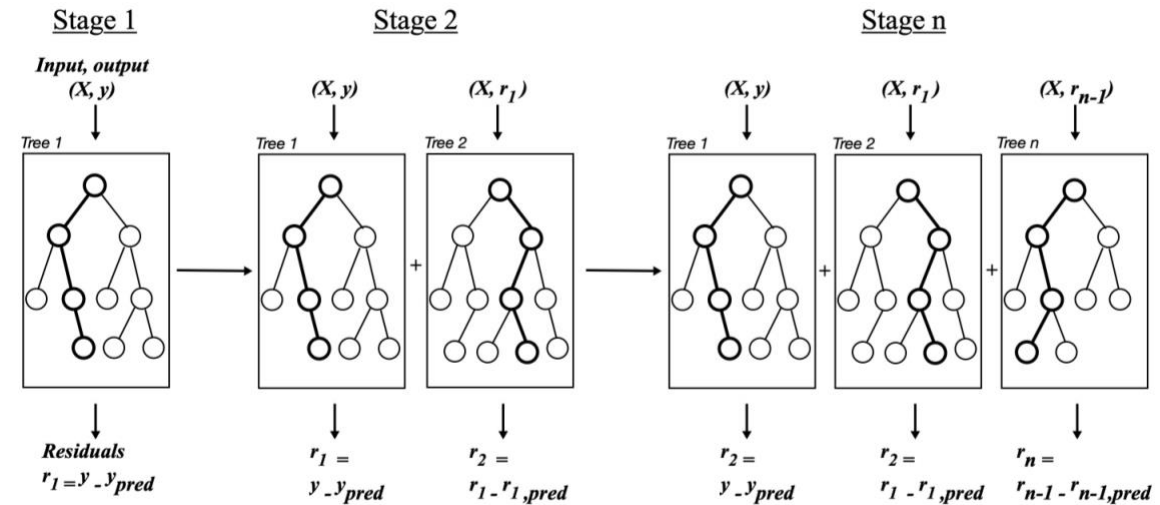 Stage 1
Stage 2
Stage n
Input, output
(X, y)
(X, y)
(X, r1)
(X, y)
(X, r1)
(X, rn-1)
Tree 1
Tree 1
Tree 2
Tree 1
Tree 2
Tree n
+
+
+
Residuals
r1=y - ypred
r1 =
y - ypred
r2 =
r1 - r1,pred
r2 =
y - ypred
r2 =
r1 - r1,pred
rn =
rn-1 - rn-1,pred